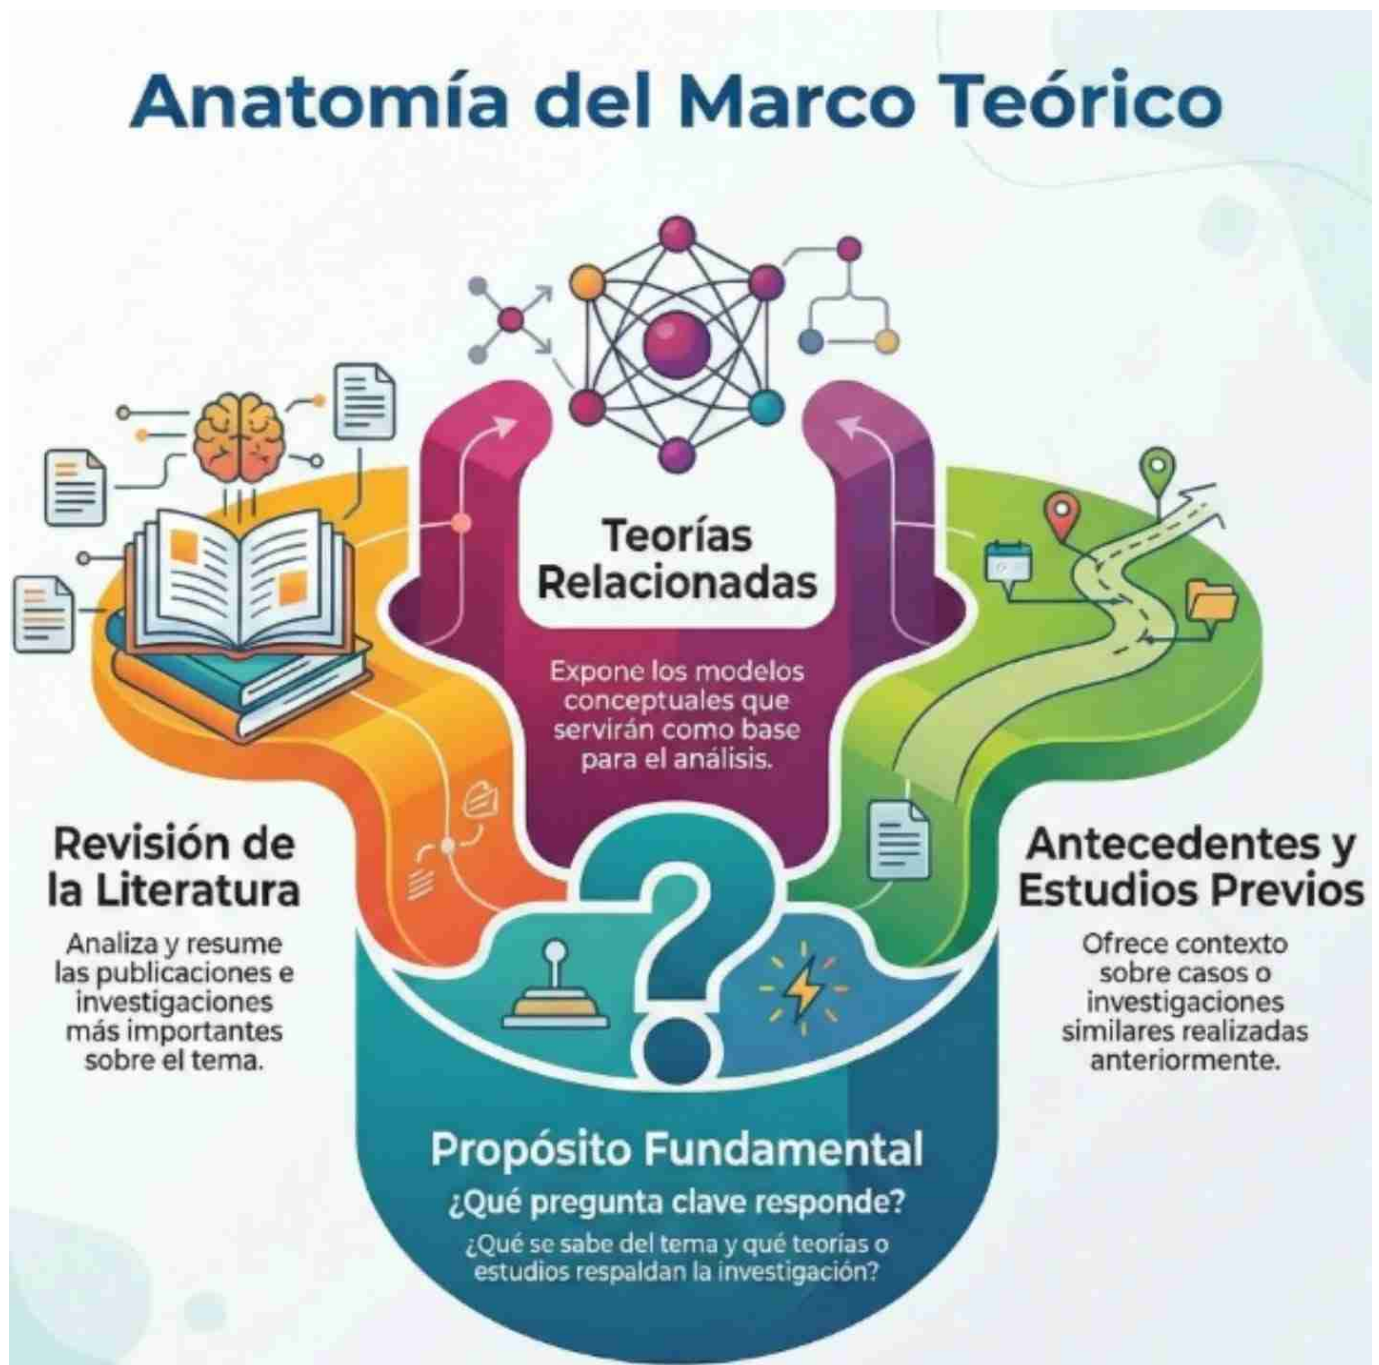 Anatomía del Marco Teórico
Teorías
Relacionadas
Expone los modelos
conceptuales que
servirán como base
para el análisis.
Revisión de
la Literatura
Analiza y resume
las publicaciones e
investigaciones
más importantes
sobre el tema.
Antecedentes y
Estudios Previos
Ofrece contexto
sobre casos o
investigaciones
similares realizadas
anteriormente.
Propósito Fundamental
¿Qué pregunta clave responde?
¿Qué se sabe del tema y qué teorías o
estudios respaldan la investigación?